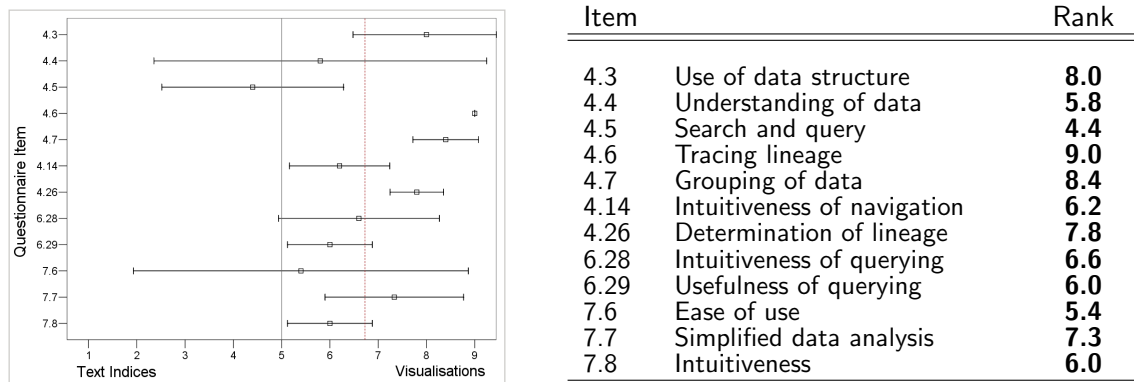 Questionnaire Item
4.3
4.4
4.5
4.6
4.7
4.14
4.26
6.28
6.29
7.6
7.7
7.8
1 2 3 4 5 6 7 8 9
Text Indices Visualisations
Item Rank
4.3 Use of data structure 8.0
4.4 Understanding of data 5.8
4.5 Search and query 4.4
4.6 Tracing lineage 9.0
4.7 Grouping of data 8.4
4.14 Intuitiveness of navigation 6.2
4.26 Determination of lineage 7.8
6.28 Intuitiveness of querying 6.6
6.29 Usefulness of querying 6.0
7.6 Ease of use 5.4
7.7 Simplified data analysis 7.3
7.8 Intuitiveness 6.0